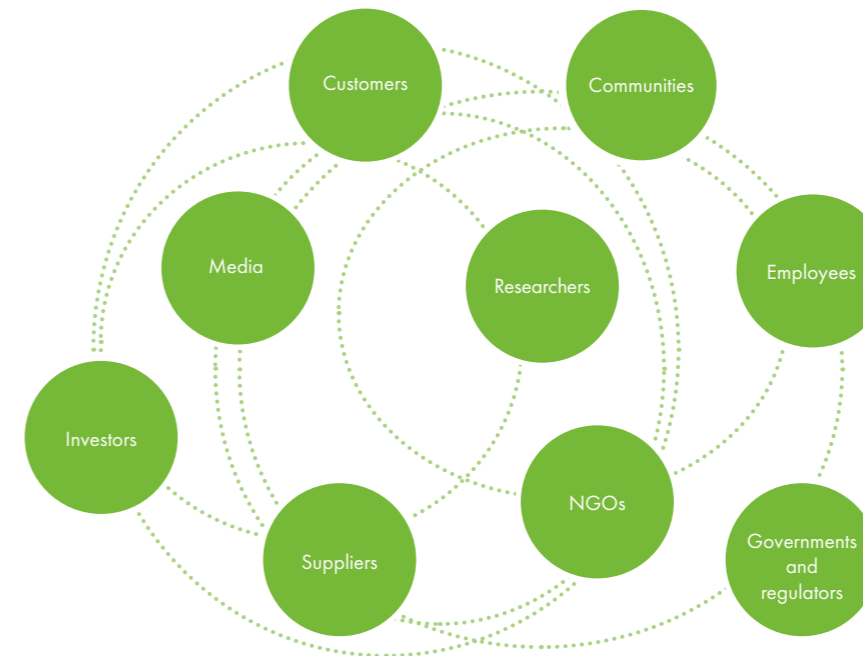 Customers
Communities
Media
Researchers
Employees
Investors
NGOs
Suppliers
Governments
and
regulators